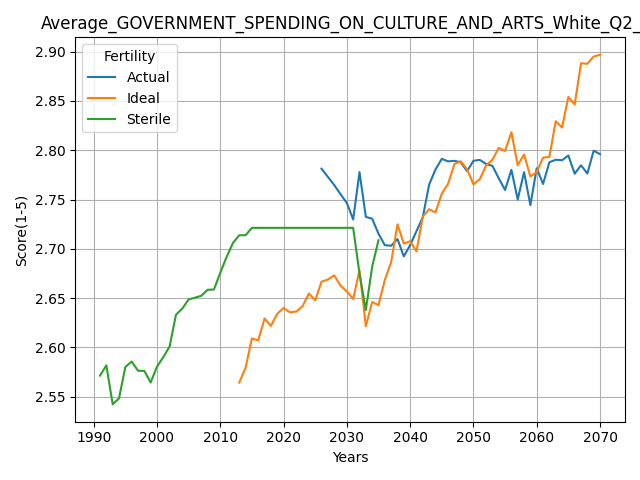 Average_GOVERNMENT_SPENDING_ON_CULTURE_AND_ARTS_White_Q2_
Fertility
Actual
Ideal
Sterile
Score(1-5)
2.90
2.85
2.80
2.75
2.70
2.65
2.60
2.55
1990 2000 2010 2020 2030 2040 2050 2060 2070
Years